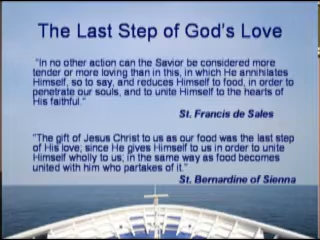 The Last Step of God's Love
"In no other action can the Savior be considered more
tender or more loving than in this, in which He annihilates
Himself, so to say, and reduces Himself to food, in order to
penetrate our souls, and to unite Himself to the hearts of
His faithful."
St. Francis de Sales
"The gift of Jesus Christ to us as our food was the last step
of His love; since He gives Himself to us in order to unite
Himself wholly to us; in the same way as food becomes
united with him who partakes of it."
St. Bernardine of Sienna